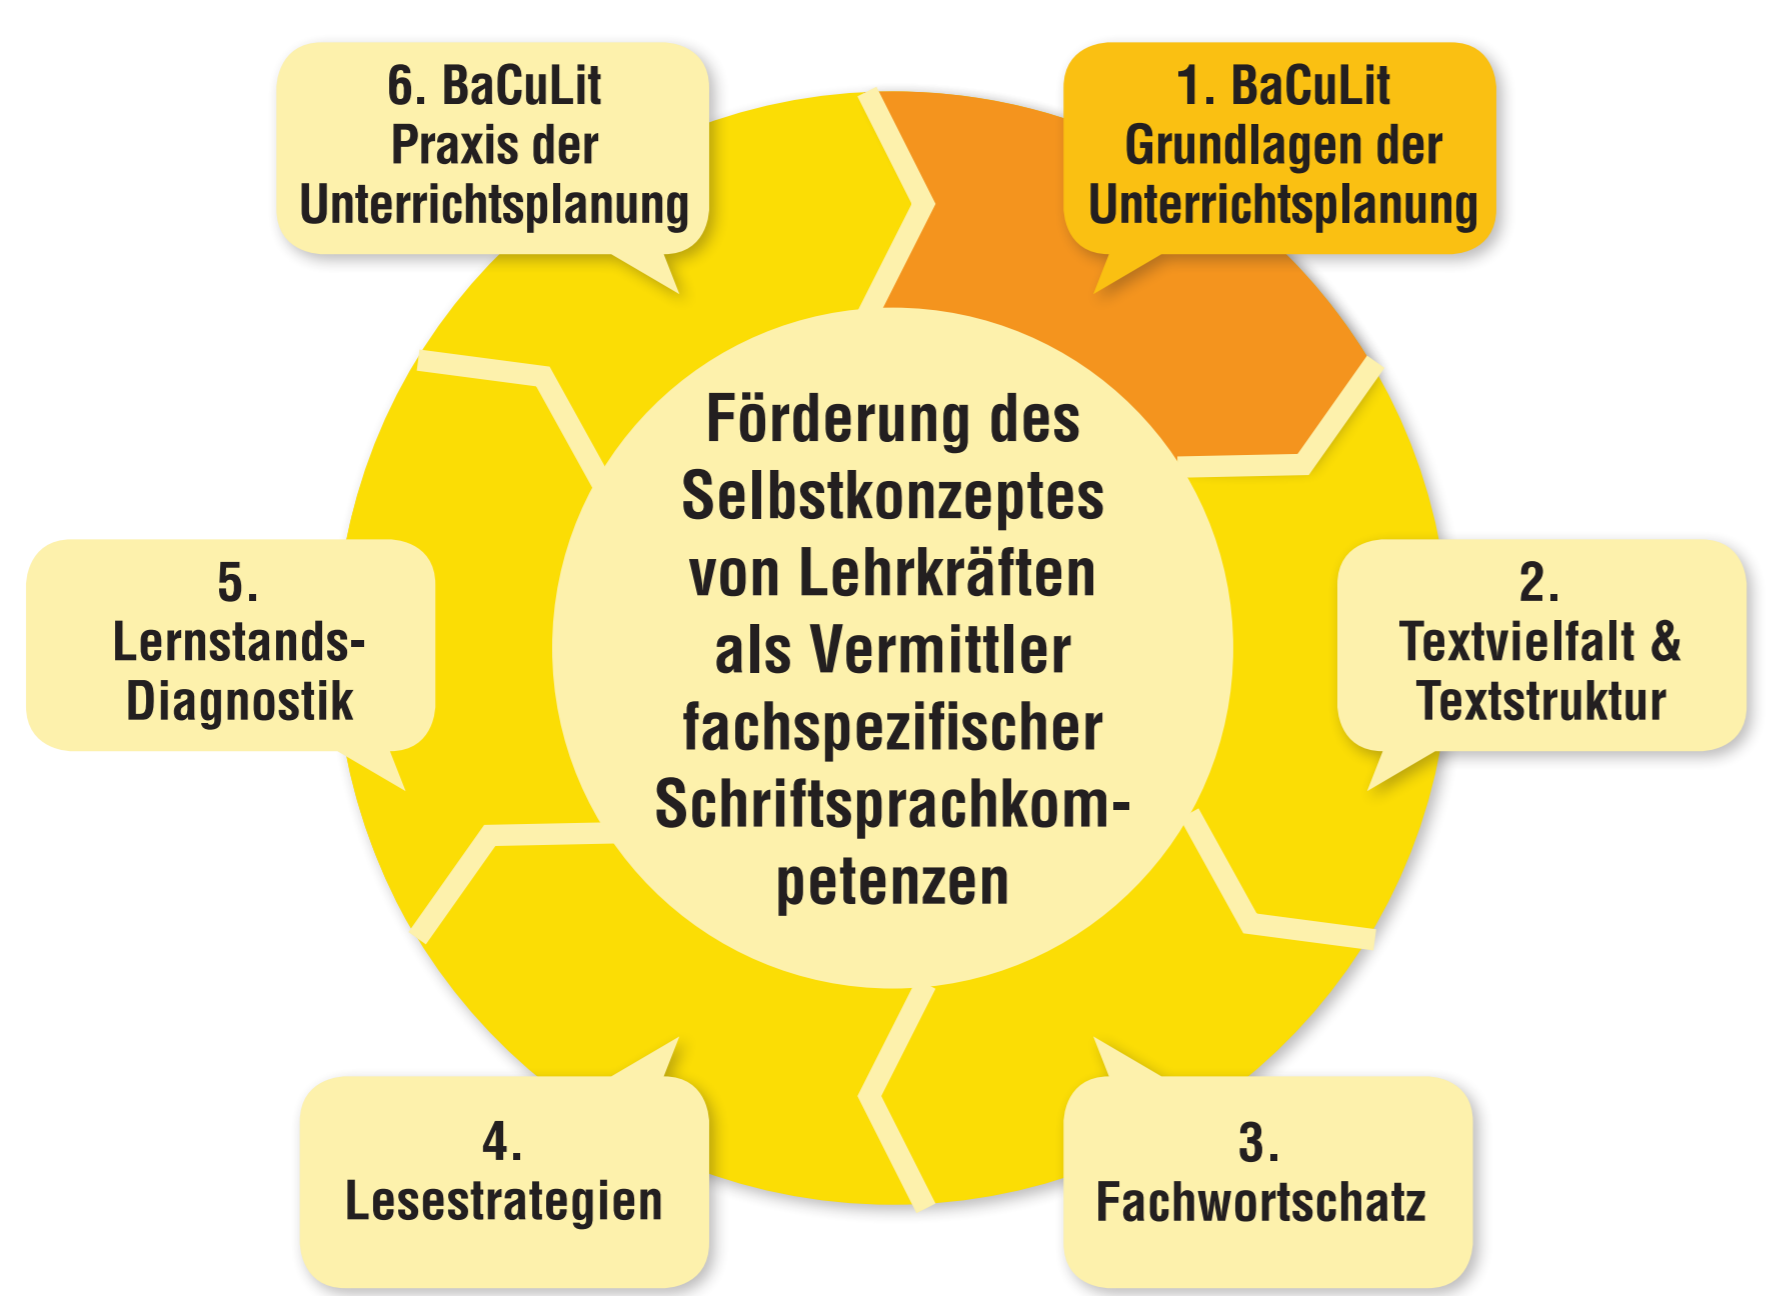 6. BaCuLit
Praxis der
Unterrichtsplanung
1. BaCuLit
Grundlagen der
Unterrichtsplanung
Förderung des
Selbstkonzeptes
von Lehrkräften
als Vermittler
fachspezifischer
Schriftsprachkom-
petenzen
5.
Lernstands-
Diagnostik
2.
Textvielfalt &
Textstruktur
4.
Lesestrategien
3.
Fachwortschatz